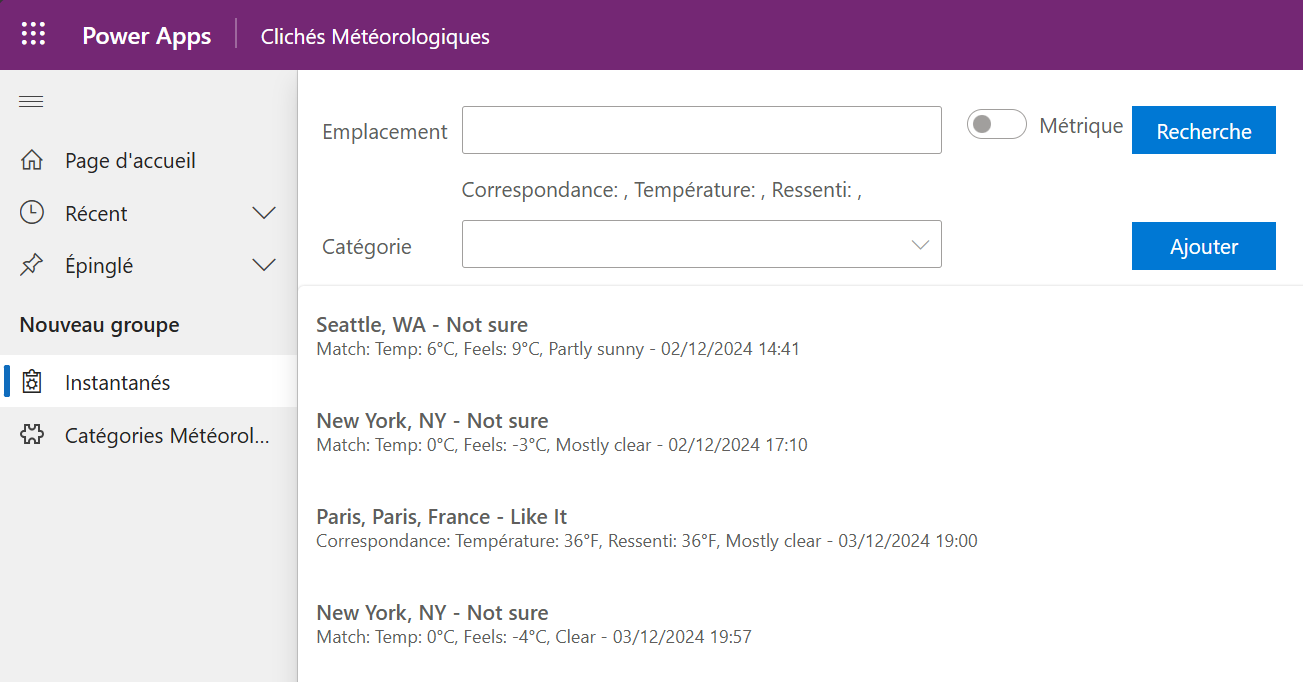 Power Apps Clichés Météorologiques
Page d'accueil
Récent
Épinglé
Nouveau groupe
Instantanés
Catégories Météorol...
Emplacement
Métrique
Recherche
Correspondance: , Température: , Ressenti: ,
Catégorie
Ajouter
Seattle, WA - Not sure
Match: Temp: 6°C, Feels: 9°C, Partly sunny - 02/12/2024 14:41
New York, NY - Not sure
Match: Temp: 0°C, Feels: -3°C, Mostly clear - 02/12/2024 17:10
Paris, Paris, France - Like It
Correspondance: Température: 36°F, Ressenti: 36°F, Mostly clear - 03/12/2024 19:00
New York, NY - Not sure
Match: Temp: 0°C, Feels: -4°C, Clear - 03/12/2024 19:57